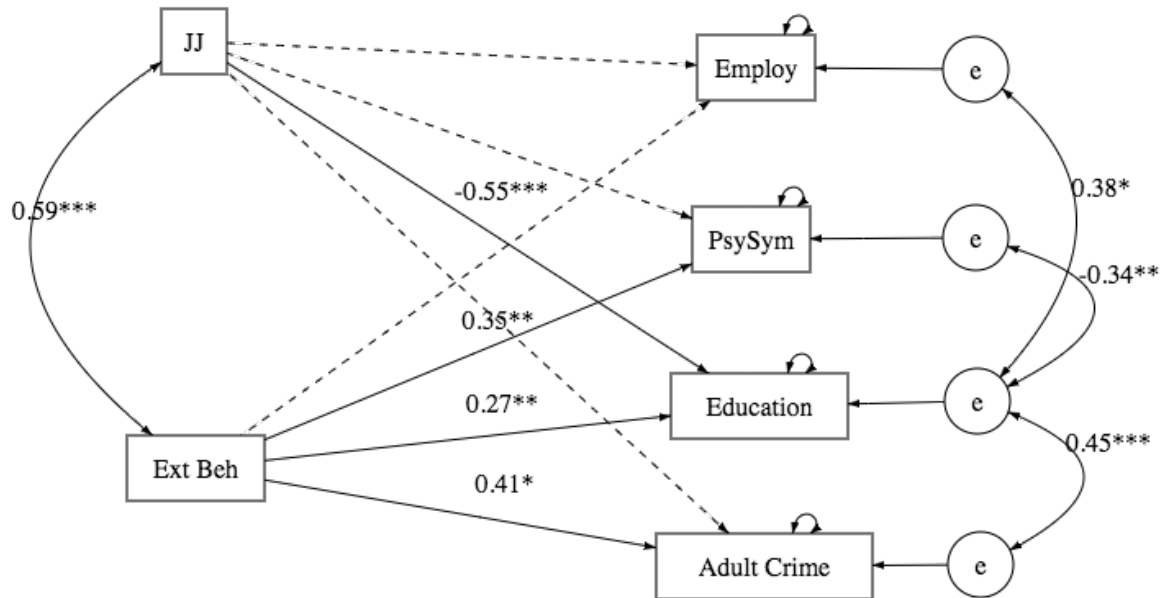 JJ
Employ
e
-0.55***
0.38*
0.59***
PsySym
e
-0.34**
0.35**
0.27**
Education
e
0.45***
Ext Beh
0.41*
Adult Crime
e